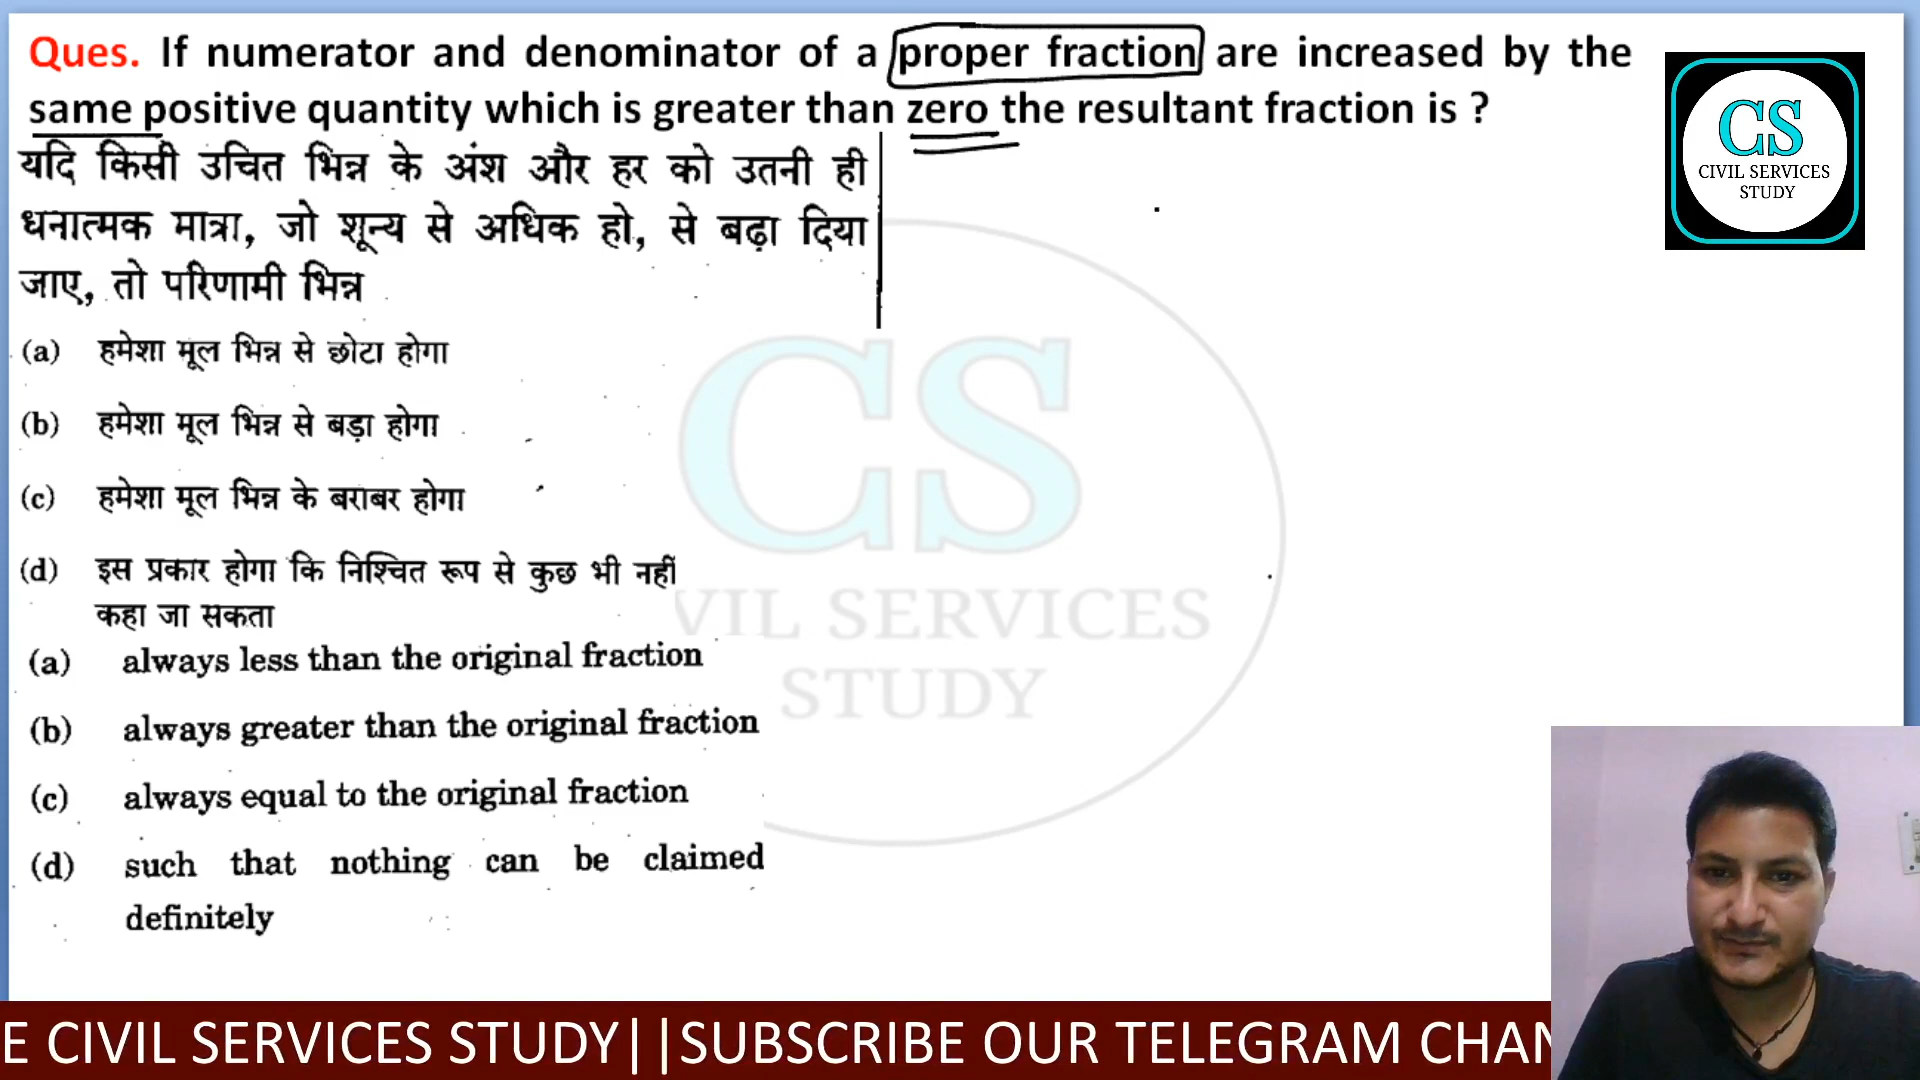 Ques. If numerator and denominator of a proper fraction are increased by the
same positive quantity which is greater than zero the resultant fraction is ?
यदि किसी उचित भिन्न के अंश और हर को उतनी ही
धनात्मक मात्रा, जो शून्य से अधिक हो, से बढ़ा दिया
जाए, तो परिणामी भिन्न
(a) हमेशा मूल भिन्न से छोटा होगा
(b) हमेशा मूल भिन्न से बड़ा होगा
(c) हमेशा मूल भिन्न के बराबर होगा
(d) इस प्रकार होगा कि निश्चित रूप से कुछ भी नहीं
कहा जा सकता
(a) always less than the original fraction
(b) always greater than the original fraction
(c) always equal to the original fraction
(d) such that nothing can be claimed
definitely
CS
CIVIL SERVICES
STUDY
CS
VIL SERVICES
STUDY
E CIVIL SERVICES STUDY||SUBSCRIBE OUR TELEGRAM CHAN